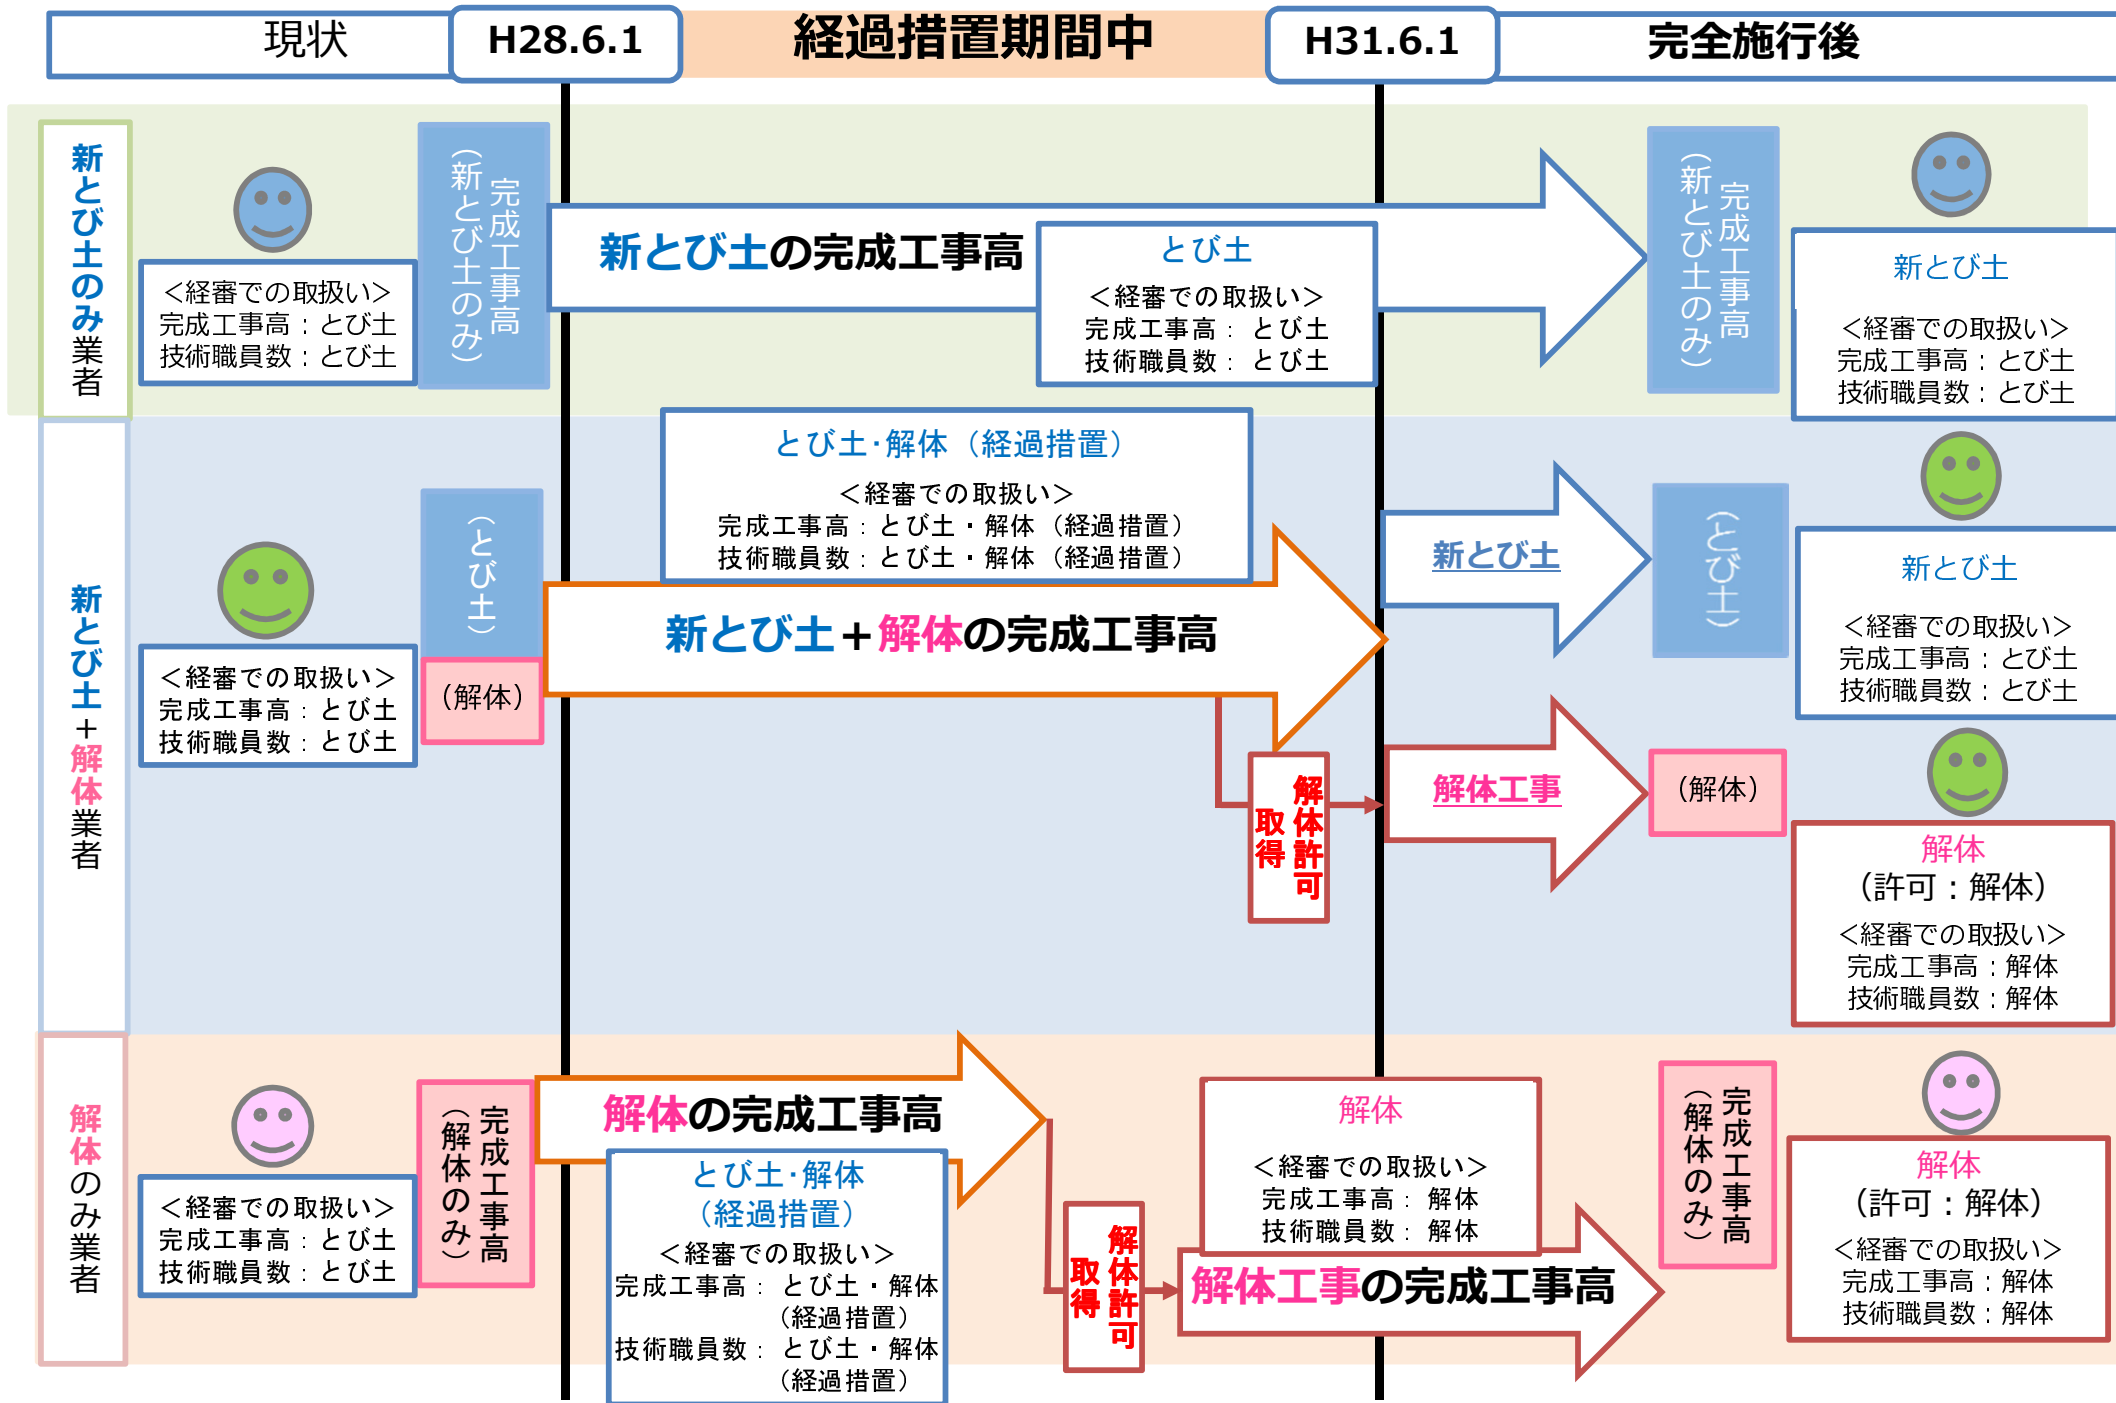 現状
H28.6.1
経過措置期間中
H31.6.1
完全施行後
新とび土のみ業者
＜経審での取扱い＞
完成工事高：とび土
技術職員数：とび土
完成工事高
（新とび土のみ）
新とび土の完成工事高
とび土
＜経審での取扱い＞
完成工事高： とび土
技術職員数： とび土
完成工事高
（新とび土のみ）
新とび土
＜経審での取扱い＞
完成工事高：とび土
技術職員数：とび土
新とび土＋解体業者
＜経審での取扱い＞
完成工事高：とび土
技術職員数：とび土
（とび土）
（解体）
とび土・解体（経過措置）
＜経審での取扱い＞
完成工事高：とび土・解体（経過措置）
技術職員数：とび土・解体（経過措置）
新とび土＋解体の完成工事高
解体許可
取得
新とび土
解体工事
（とび土）
（解体）
新とび土
＜経審での取扱い＞
完成工事高：とび土
技術職員数：とび土
解体
（許可：解体）
＜経審での取扱い＞
完成工事高：解体
技術職員数：解体
解体のみ業者
＜経審での取扱い＞
完成工事高：とび土
技術職員数：とび土
完成工事高
（解体のみ）
解体の完成工事高
とび土・解体
（経過措置）
＜経審での取扱い＞
完成工事高： とび土・解体
（経過措置）
技術職員数： とび土・解体
（経過措置）
解体許可
取得
解体
＜経審での取扱い＞
完成工事高： 解体
技術職員数： 解体
解体工事の完成工事高
完成工事高
（解体のみ）
解体
（許可：解体）
＜経審での取扱い＞
完成工事高：解体
技術職員数：解体